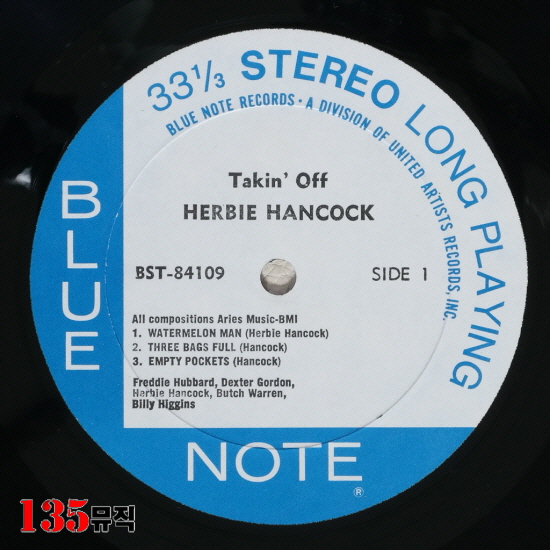 33⅓ STEREO LONG PLAYING
BLUE NOTE RECORDS • A DIVISION OF UNITED ARTISTS RECORDS, INC.
Takin' Off
HERBIE HANCOCK
BST-84109 SIDE 1
All compositions Aries Music-BMI
1. WATERMELON MAN (Herbie Hancock)
2. THREE BAGS FULL (Hancock)
3. EMPTY POCKETS (Hancock)
Freddie Hubbard, Dexter Gordon,
Herbie Hancock, Butch Warren,
Billy Higgins
BLUE
NOTE
®
135뮤직